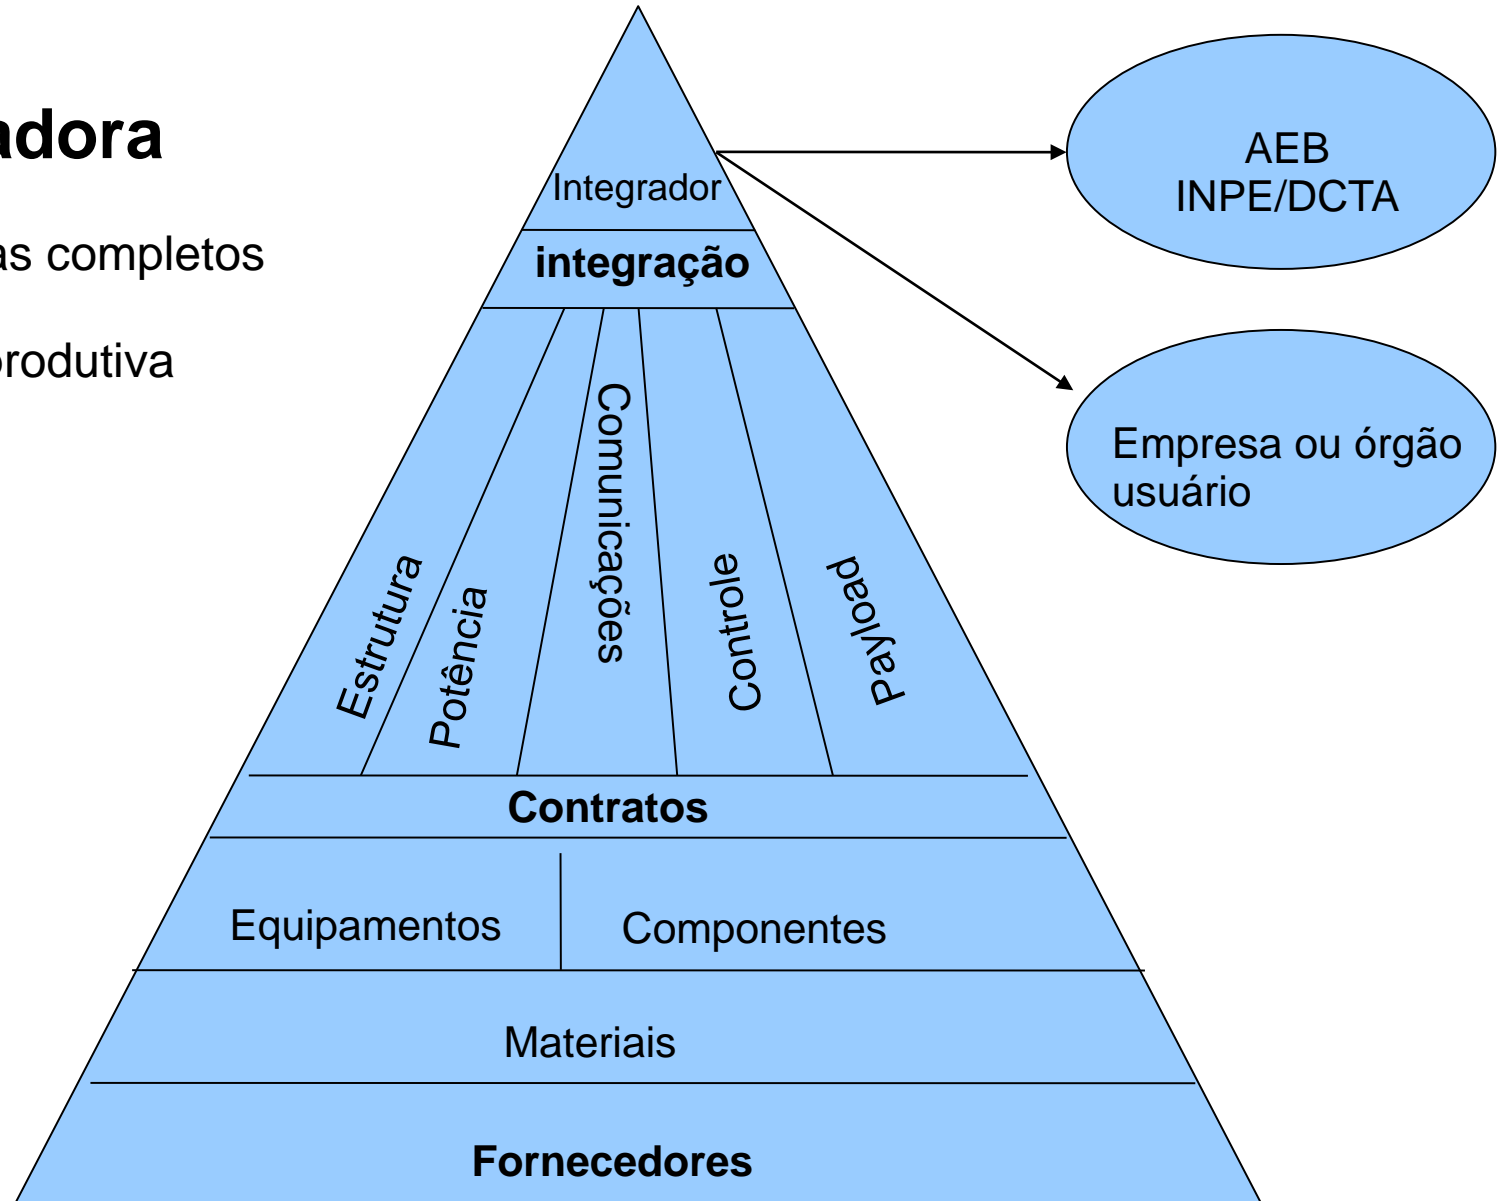 adora
as completos
produtiva
Integrador
integração
Estrutura
Potência
Comunicações
Controle
Payload
Contratos
Equipamentos
Componentes
Materiais
Fornecedores
AEB
INPE/DCTA
Empresa ou órgão
usuário